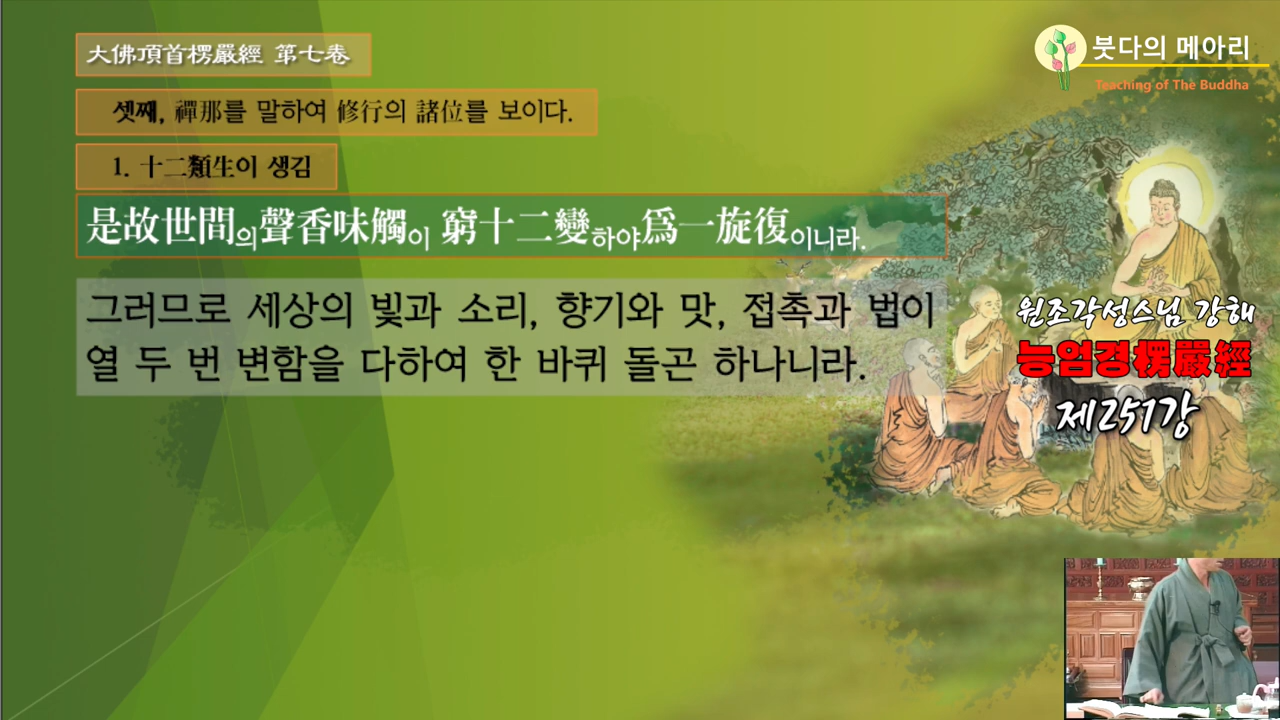 大佛頂首楞嚴經 第七卷
셋째, 禪那를 말하여 修行의 諸位를 보이다.
1. 十二類生이 생김
是故世間의聲香味觸이 窮十二變하야爲一旋復이니라.
그러므로 세상의 빛과 소리, 향기와 맛, 접촉과 법이
열 두 번 변함을 다하여 한 바퀴 돌곤 하나니라.
붓다의 메아리
Teaching of The Buddha
원조각성스님 강해
능엄경楞嚴經
제251강